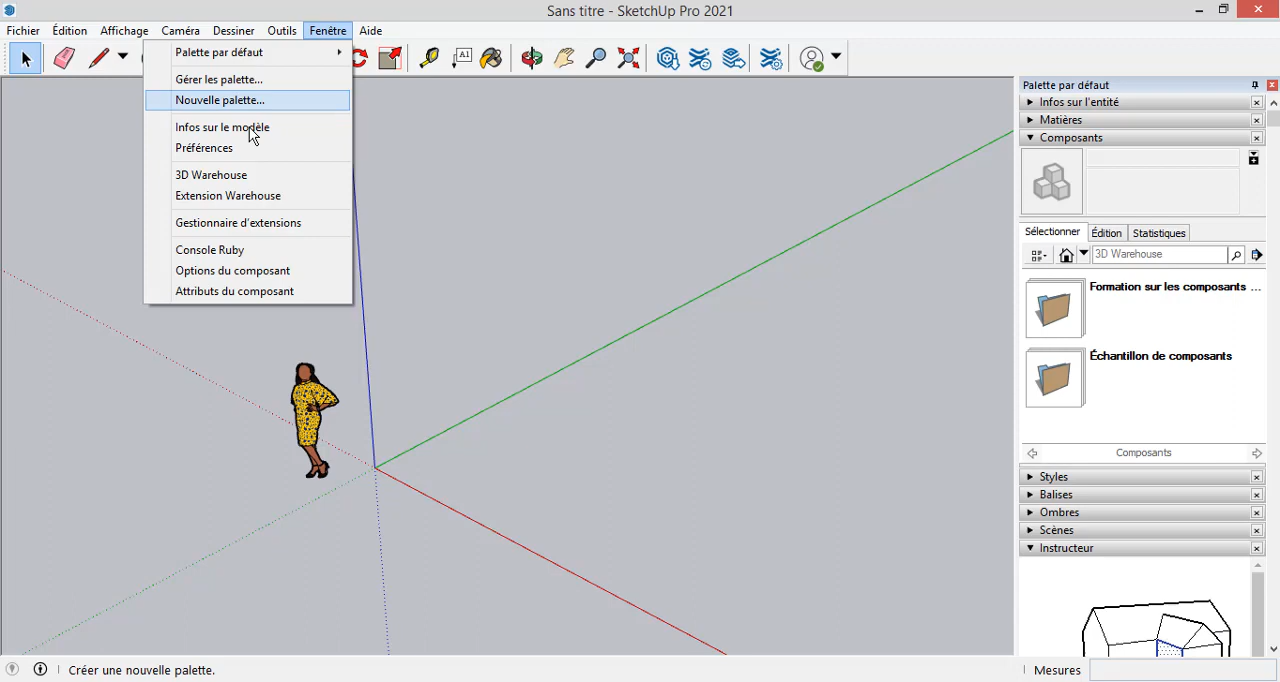 Sans titre - SketchUp Pro 2021
Fichier Édition Affichage Caméra Dessiner Outils Fenêtre Aide
Palette par défaut
Gérer les palette...
Nouvelle palette...
Infos sur le modèle
Préférences
3D Warehouse
Extension Warehouse
Gestionnaire d'extensions
Console Ruby
Options du composant
Attributs du composant
A1
Palette par défaut
Infos sur l'entité
Matières
Composants
Sélectionner Édition Statistiques
3D Warehouse
Formation sur les composants ...
Échantillon de composants
Composants
Styles
Balises
Ombres
Scènes
Instructeur
Créer une nouvelle palette.
Mesures